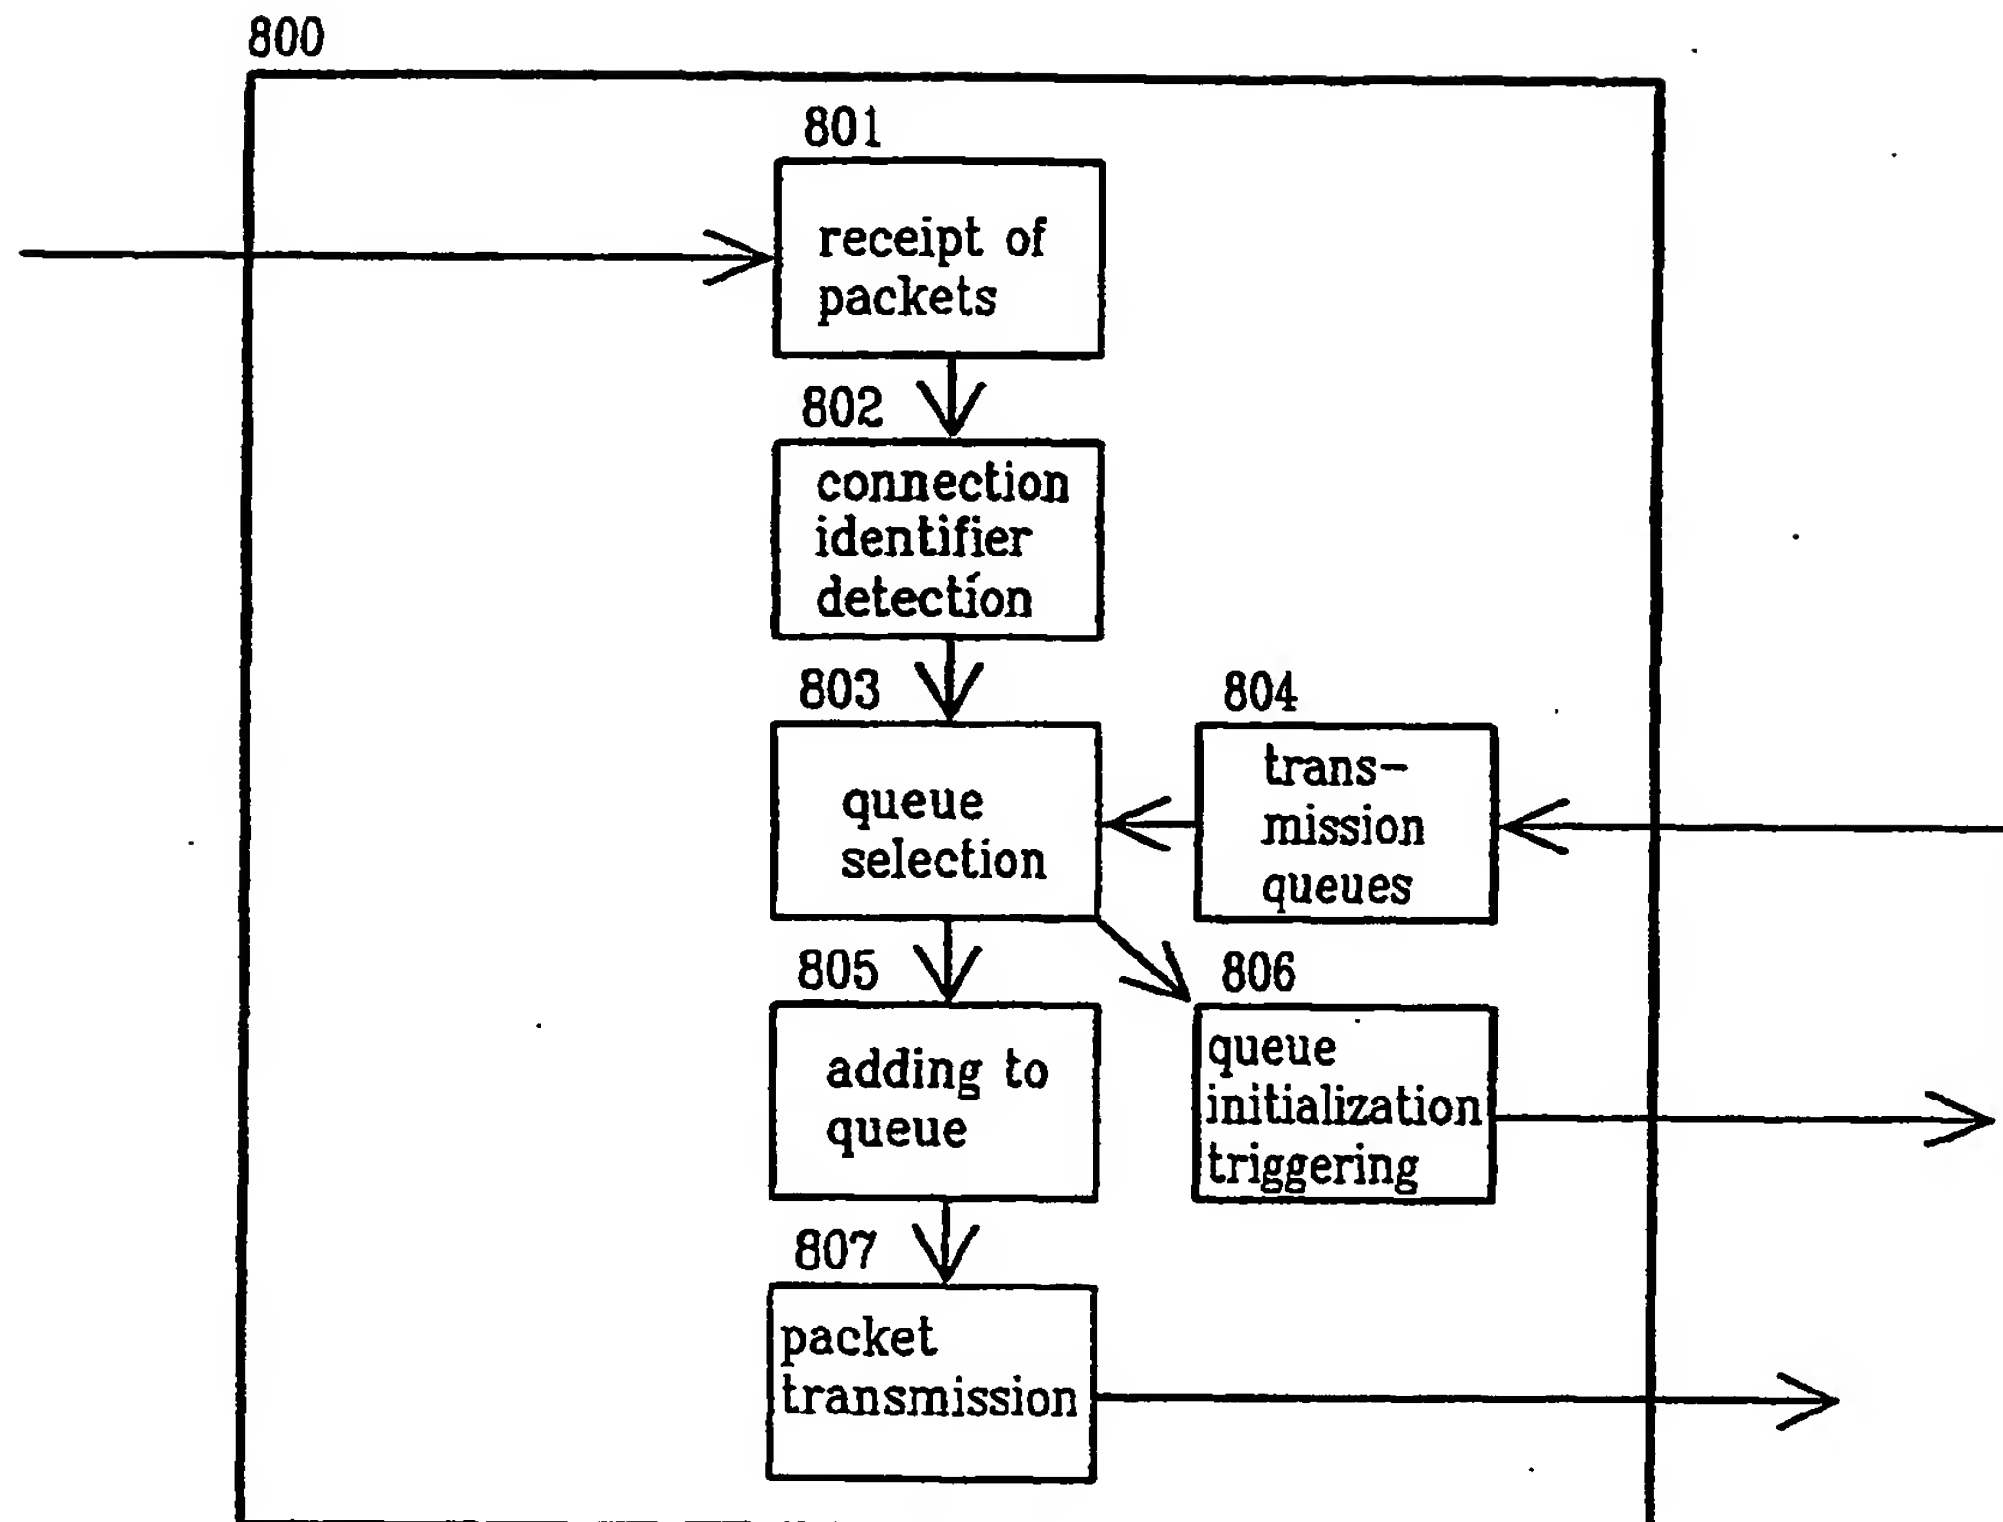 800
801
receipt of
packets
802
connection
identifier
detection
803
queue
selection
804
trans-
mission
queues
805
adding to
queue
806
queue
initialization
triggering
807
packet
transmission